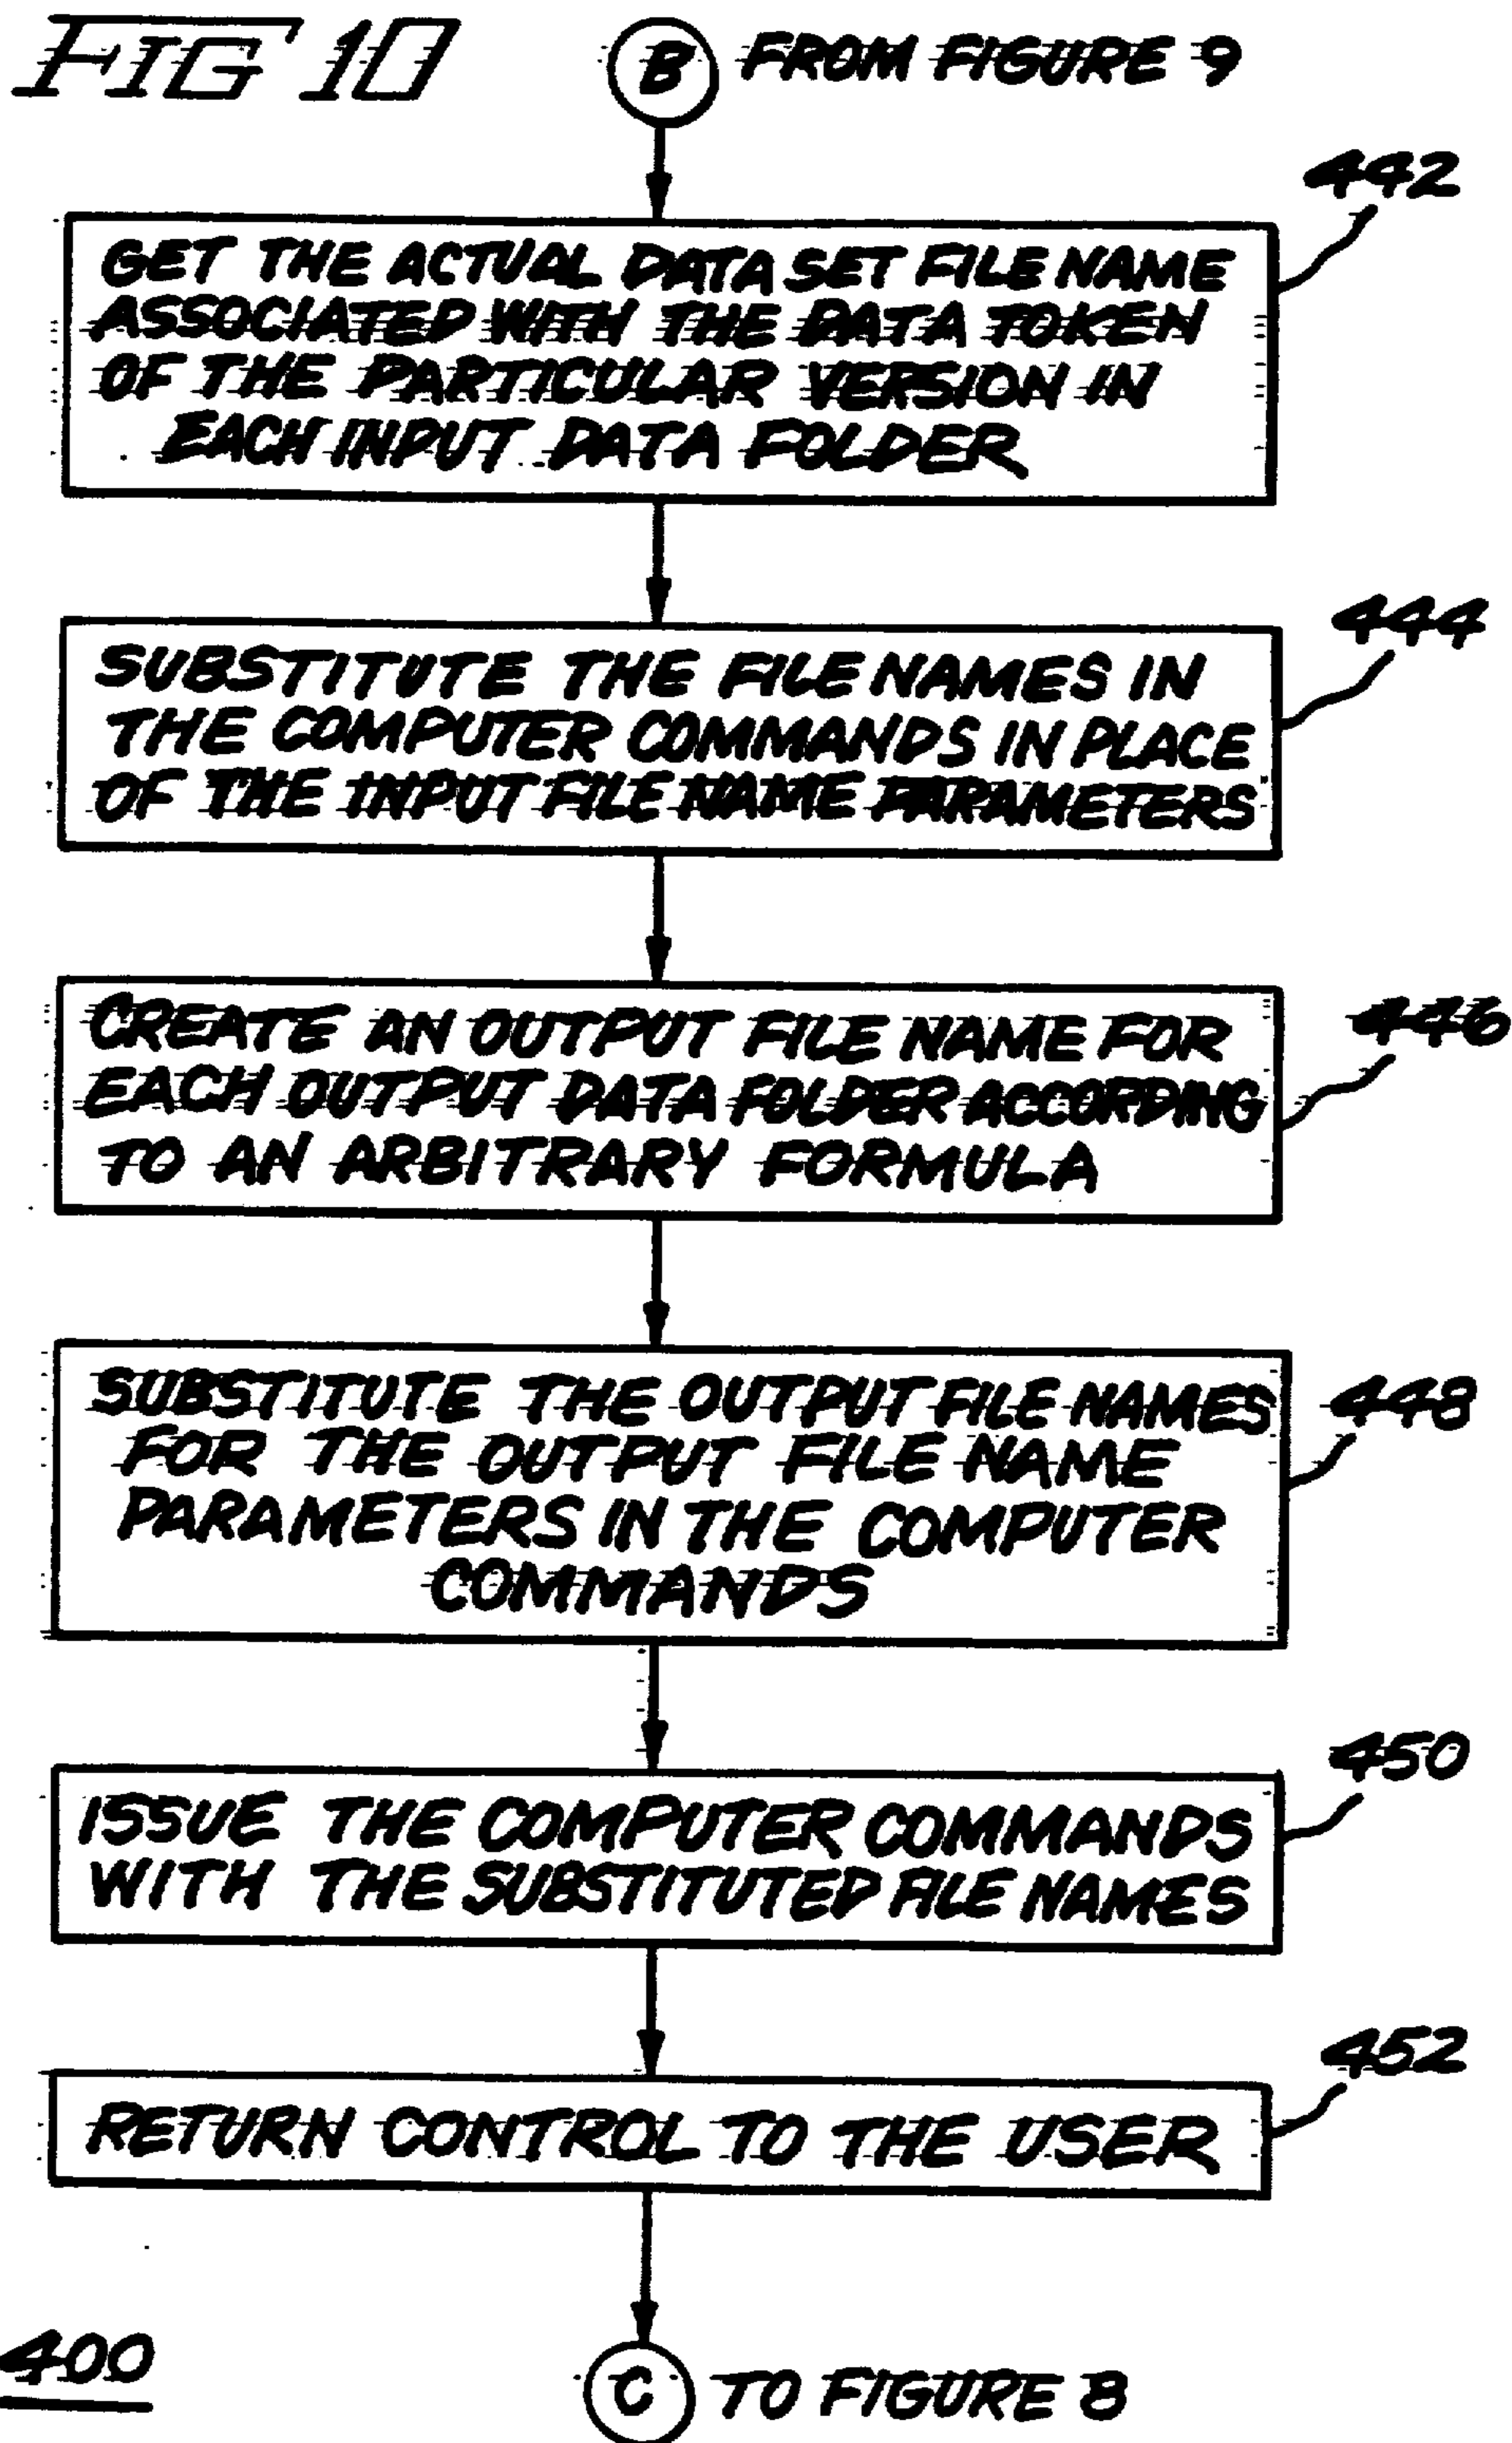 FIG 10
B FROM FIGURE 9
442
GET THE ACTUAL DATA SET FILE NAME
ASSOCIATED WITH THE DATA TOKEN
OF THE PARTICULAR VERSION IN
EACH INPUT DATA FOLDER
444
SUBSTITUTE THE FILE NAMES IN
THE COMPUTER COMMANDS IN PLACE
OF THE INPUT FILE NAME PARAMETERS
446
CREATE AN OUTPUT FILE NAME FOR
EACH OUTPUT DATA FOLDER ACCORDING
TO AN ARBITRARY FORMULA
448
SUBSTITUTE THE OUTPUT FILE NAMES
FOR THE OUTPUT FILE NAME
PARAMETERS IN THE COMPUTER
COMMANDS
450
ISSUE THE COMPUTER COMMANDS
WITH THE SUBSTITUTED FILE NAMES
452
RETURN CONTROL TO THE USER
400
C TO FIGURE 8